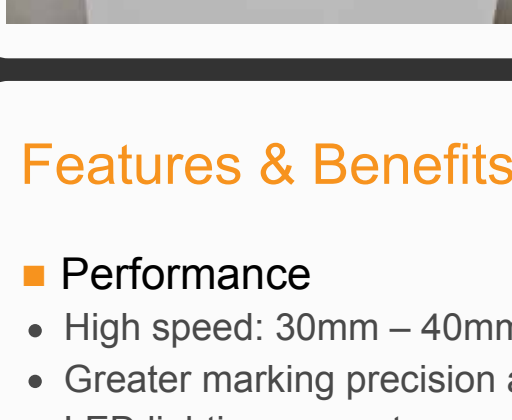 Features & Benefits
Performance
High speed: 30mm – 40mm
Greater marking precision